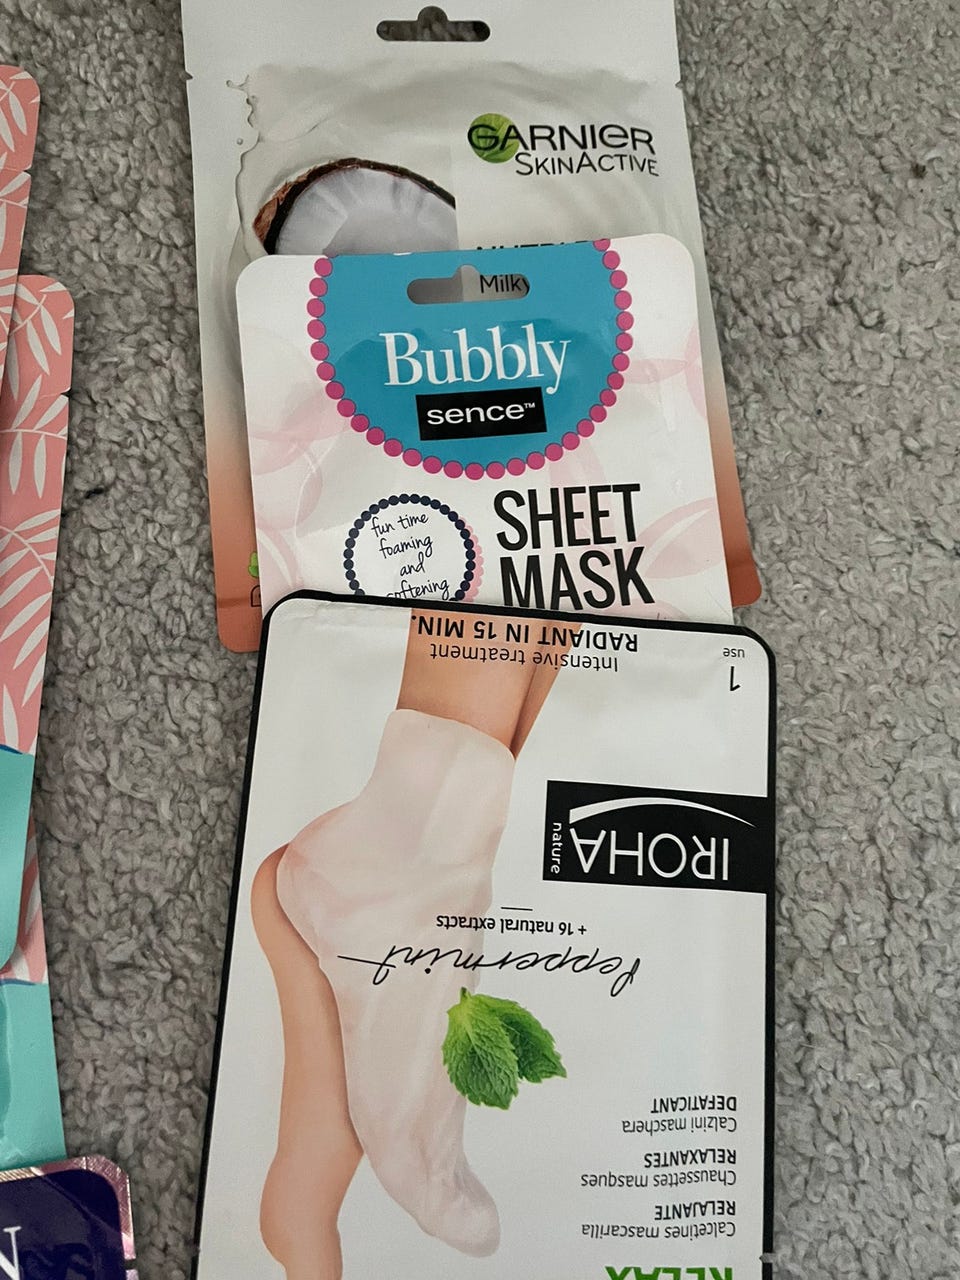 GARNIER
SKINACTIVE
Milky
Bubbly
sence™
SHEET
MASK
fun time
foaming
and
RELAX
Calcetines mascarilla
RELAJANTE
Chaussettes masques
RELAXANTES
Calzini maschera
DEFATICANT
Peppermint
+ 16 natural extracts
IROHA
nature
1
use
Intensive treatment
RADIANT IN 15 MIN.